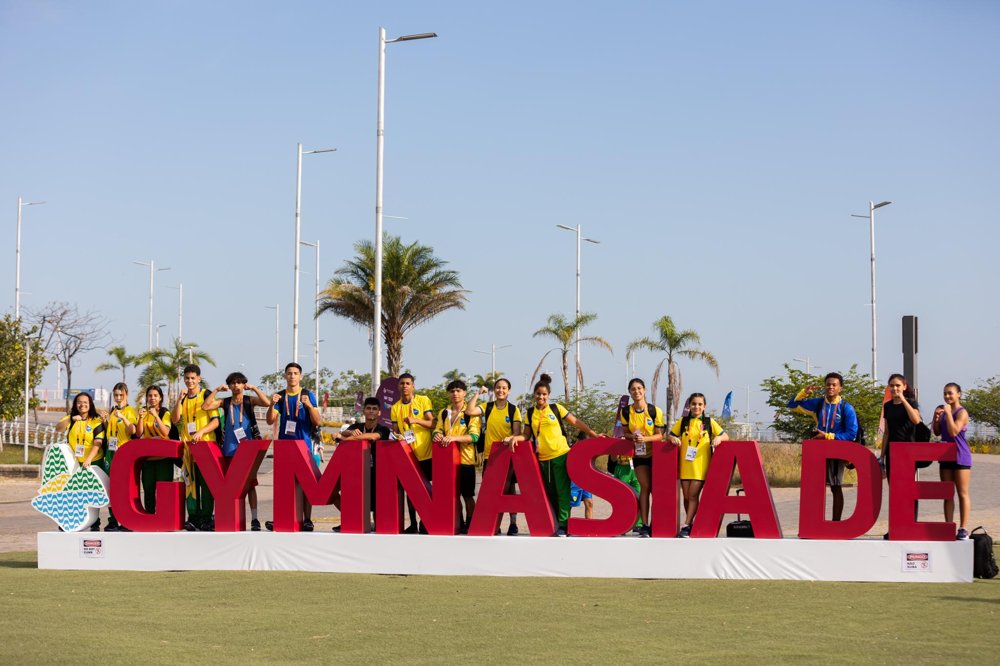 GYMNASIADE
DANGER
DO NOT
CLIMB
BRASIL
PERIGO
NÃO
SUBA